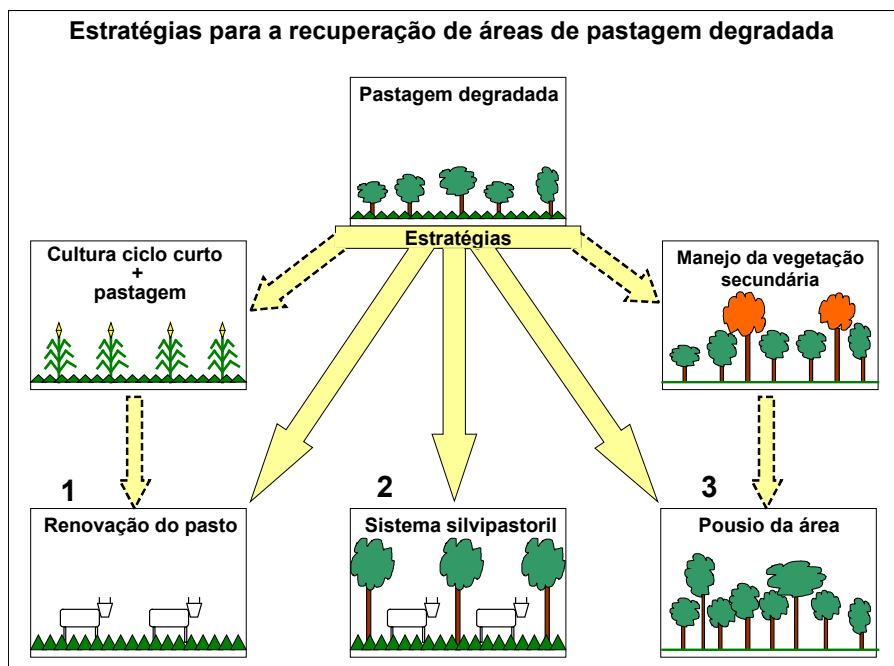 Estratégias para a recuperação de áreas de pastagem degradada
Pastagem degradada
Estratégias
Cultura ciclo curto
+
pastagem
Manejo da vegetação
secundária
1
Renovação do pasto
2
Sistema silvipastoril
3
Pousio da área